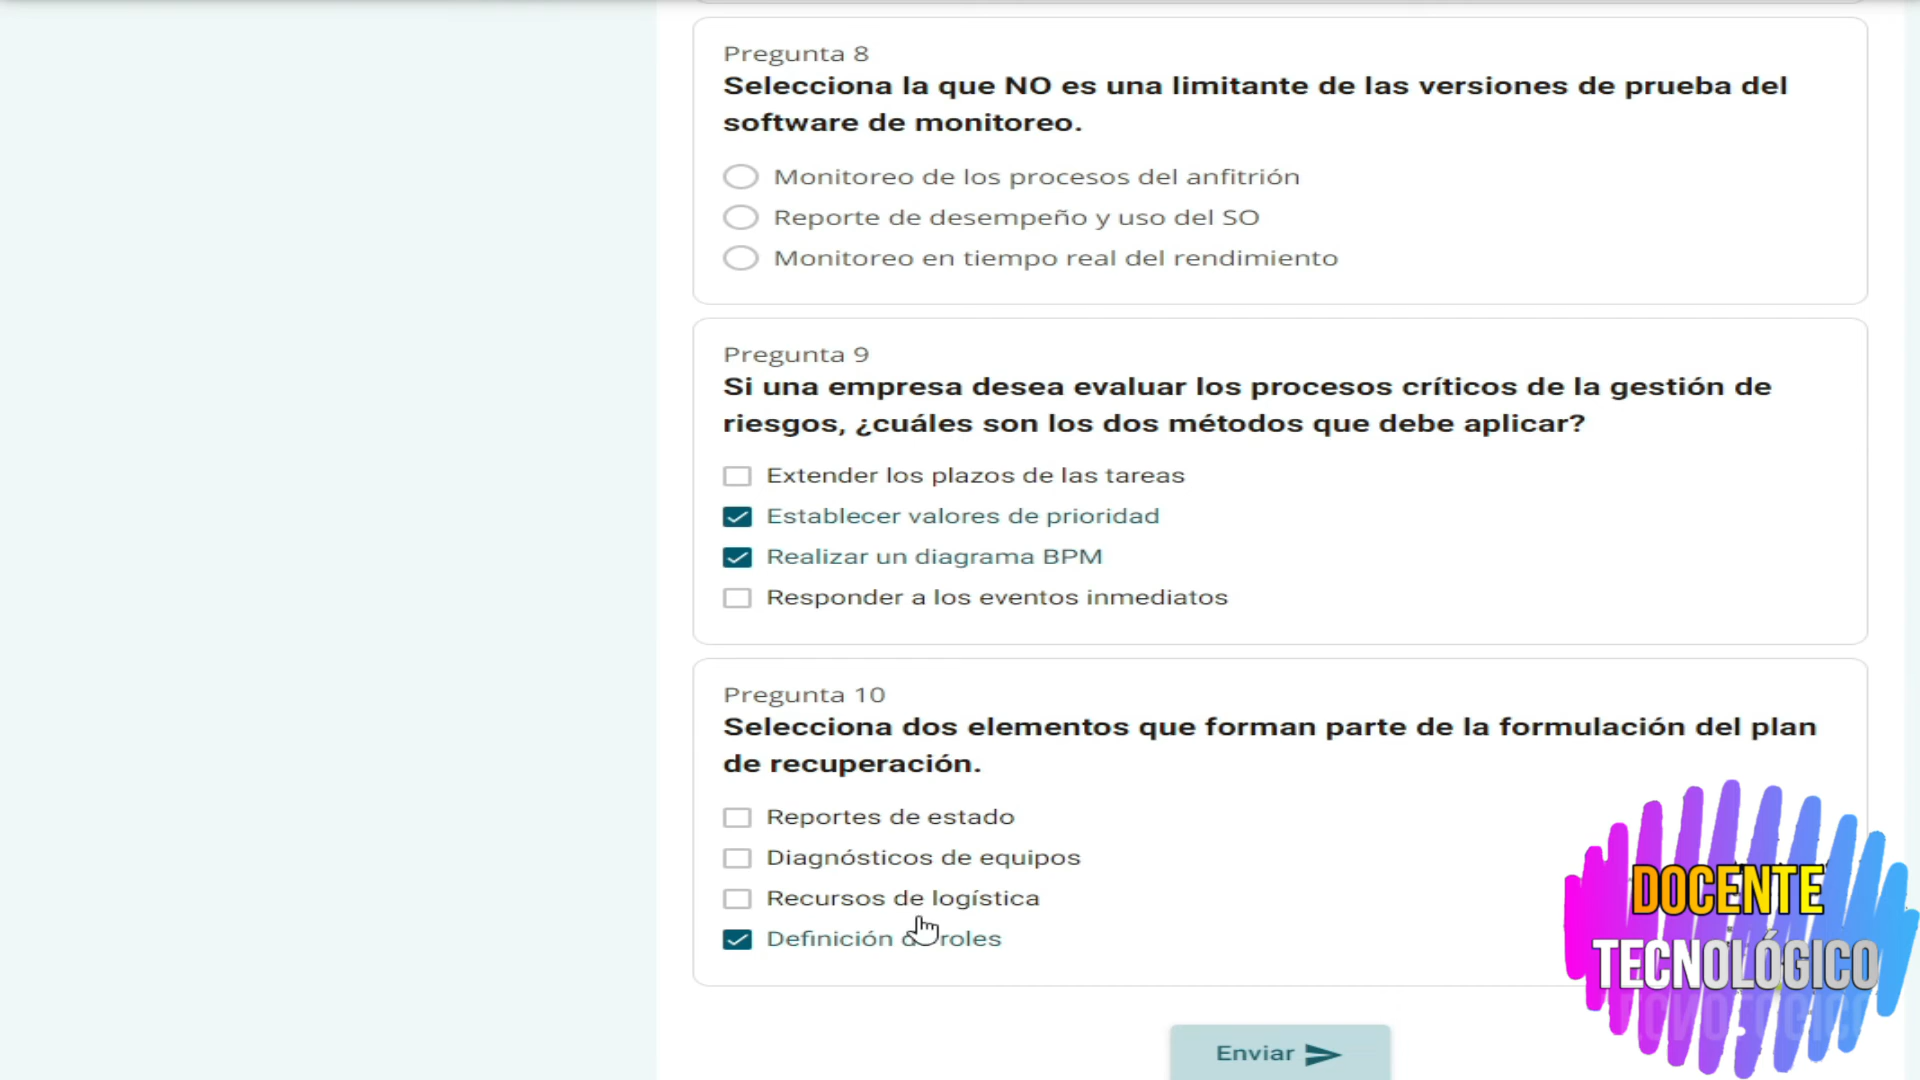 Pregunta 8
Selecciona la que NO es una limitante de las versiones de prueba del
software de monitoreo.
Monitoreo de los procesos del anfitrión
Reporte de desempeño y uso del SO
Monitoreo en tiempo real del rendimiento
Pregunta 9
Si una empresa desea evaluar los procesos críticos de la gestión de
riesgos, ¿cuáles son los dos métodos que debe aplicar?
Extender los plazos de las tareas
Establecer valores de prioridad
Realizar un diagrama BPM
Responder a los eventos inmediatos
Pregunta 10
Selecciona dos elementos que forman parte de la formulación del plan
de recuperación.
Reportes de estado
Diagnósticos de equipos
Recursos de logística
Definición roles
DOCENTE
TECNOLÓGICO
Enviar